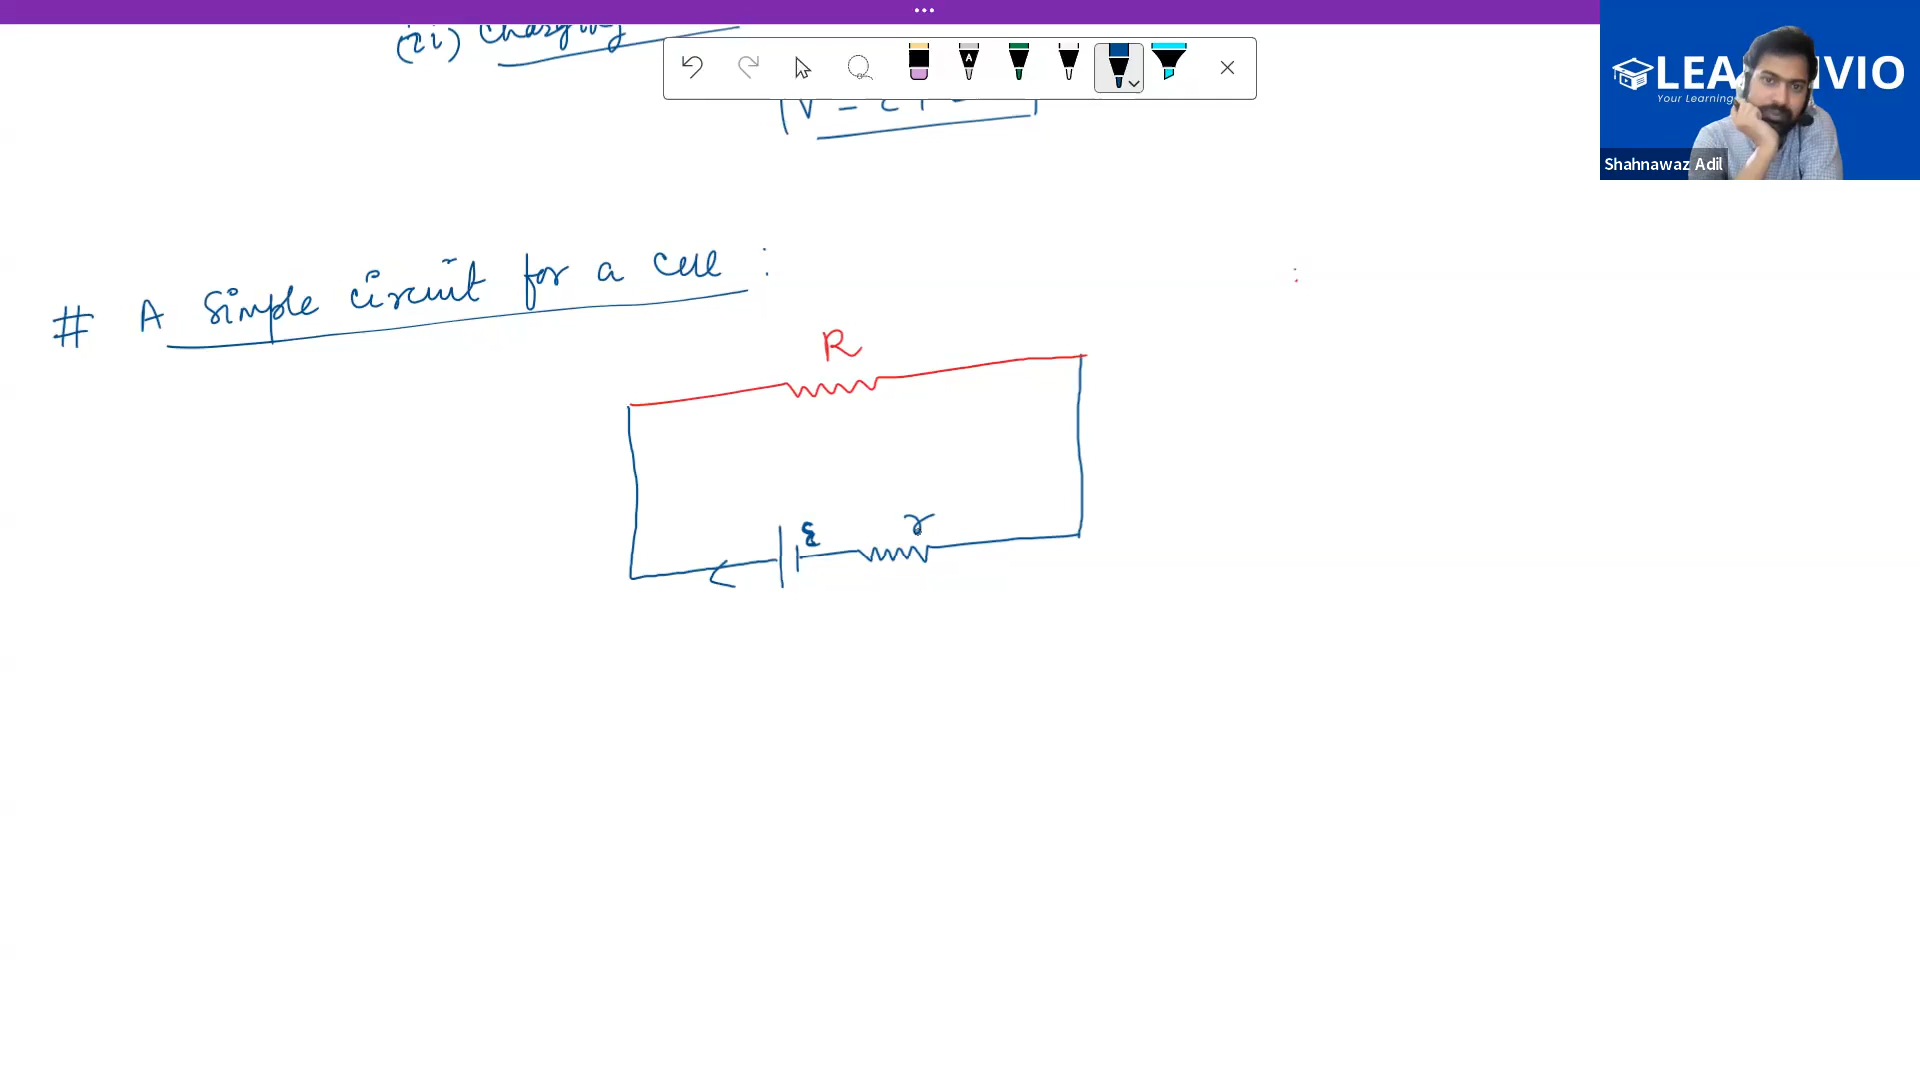 (ii) Charging
V = ε +
LEA VIO
Your Learning
Shahnawaz Adil
# A Simple circuit for a cell :
R
ε
r